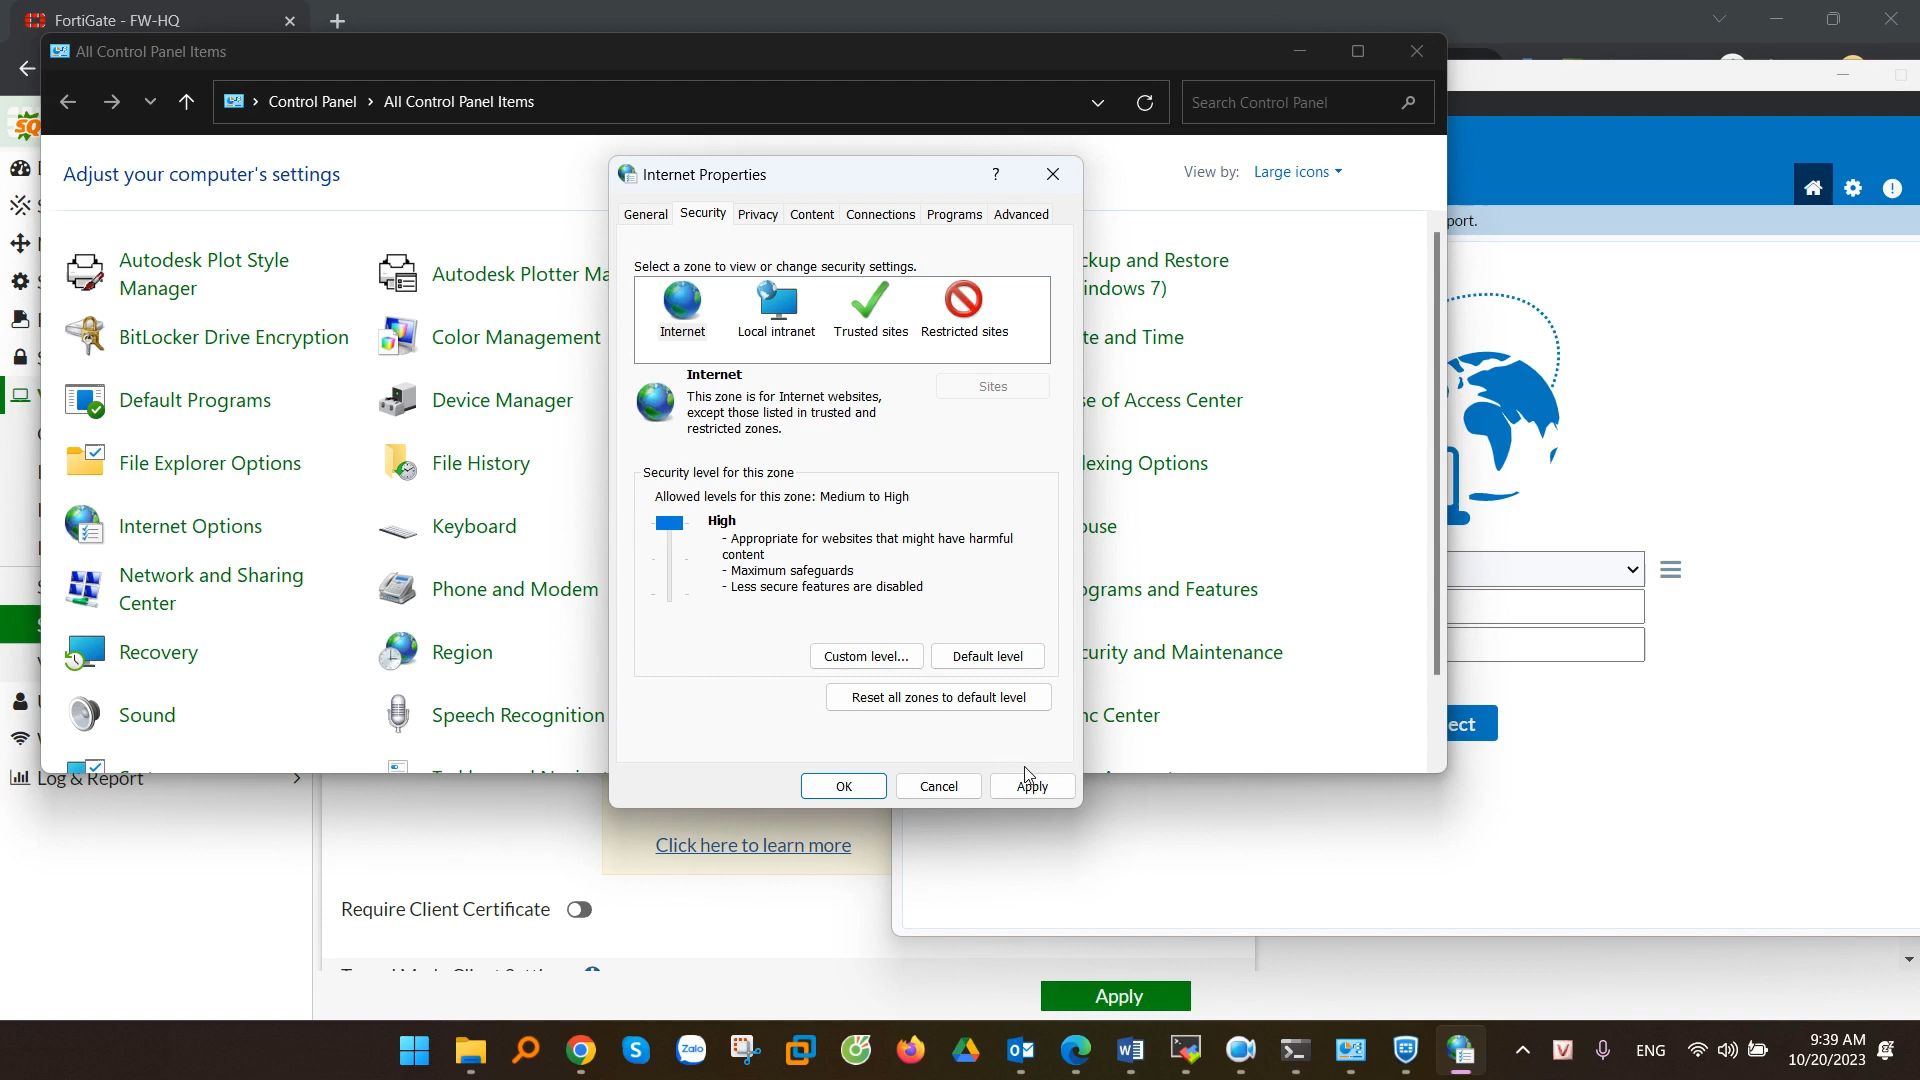 FortiGate - FW-HQ
All Control Panel Items
Control Panel > All Control Panel Items
Search Control Panel
Adjust your computer's settings
View by: Large icons
Autodesk Plot Style
Manager
BitLocker Drive Encryption
Default Programs
File Explorer Options
Internet Options
Network and Sharing
Center
Recovery
Sound
Autodesk Plotter Ma
Color Management
Device Manager
File History
Keyboard
Phone and Modem
Region
Speech Recognition
Internet Properties
?
General
Security
Privacy
Content
Connections
Programs
Advanced
Select a zone to view or change security settings.
Internet
Local intranet
Trusted sites
Restricted sites
Internet
This zone is for Internet websites,
except those listed in trusted and
restricted zones.
Sites
Security level for this zone
Allowed levels for this zone: Medium to High
High
- Appropriate for websites that might have harmful
content
- Maximum safeguards
- Less secure features are disabled
Custom level...
Default level
Reset all zones to default level
OK
Cancel
Apply
ckup and Restore
indows 7)
te and Time
se of Access Center
lexing Options
ouse
ograms and Features
curity and Maintenance
nc Center
port.
ect
Log & Report
Click here to learn more
Require Client Certificate
Apply
Zalo
ENG
9:39 AM
10/20/2023